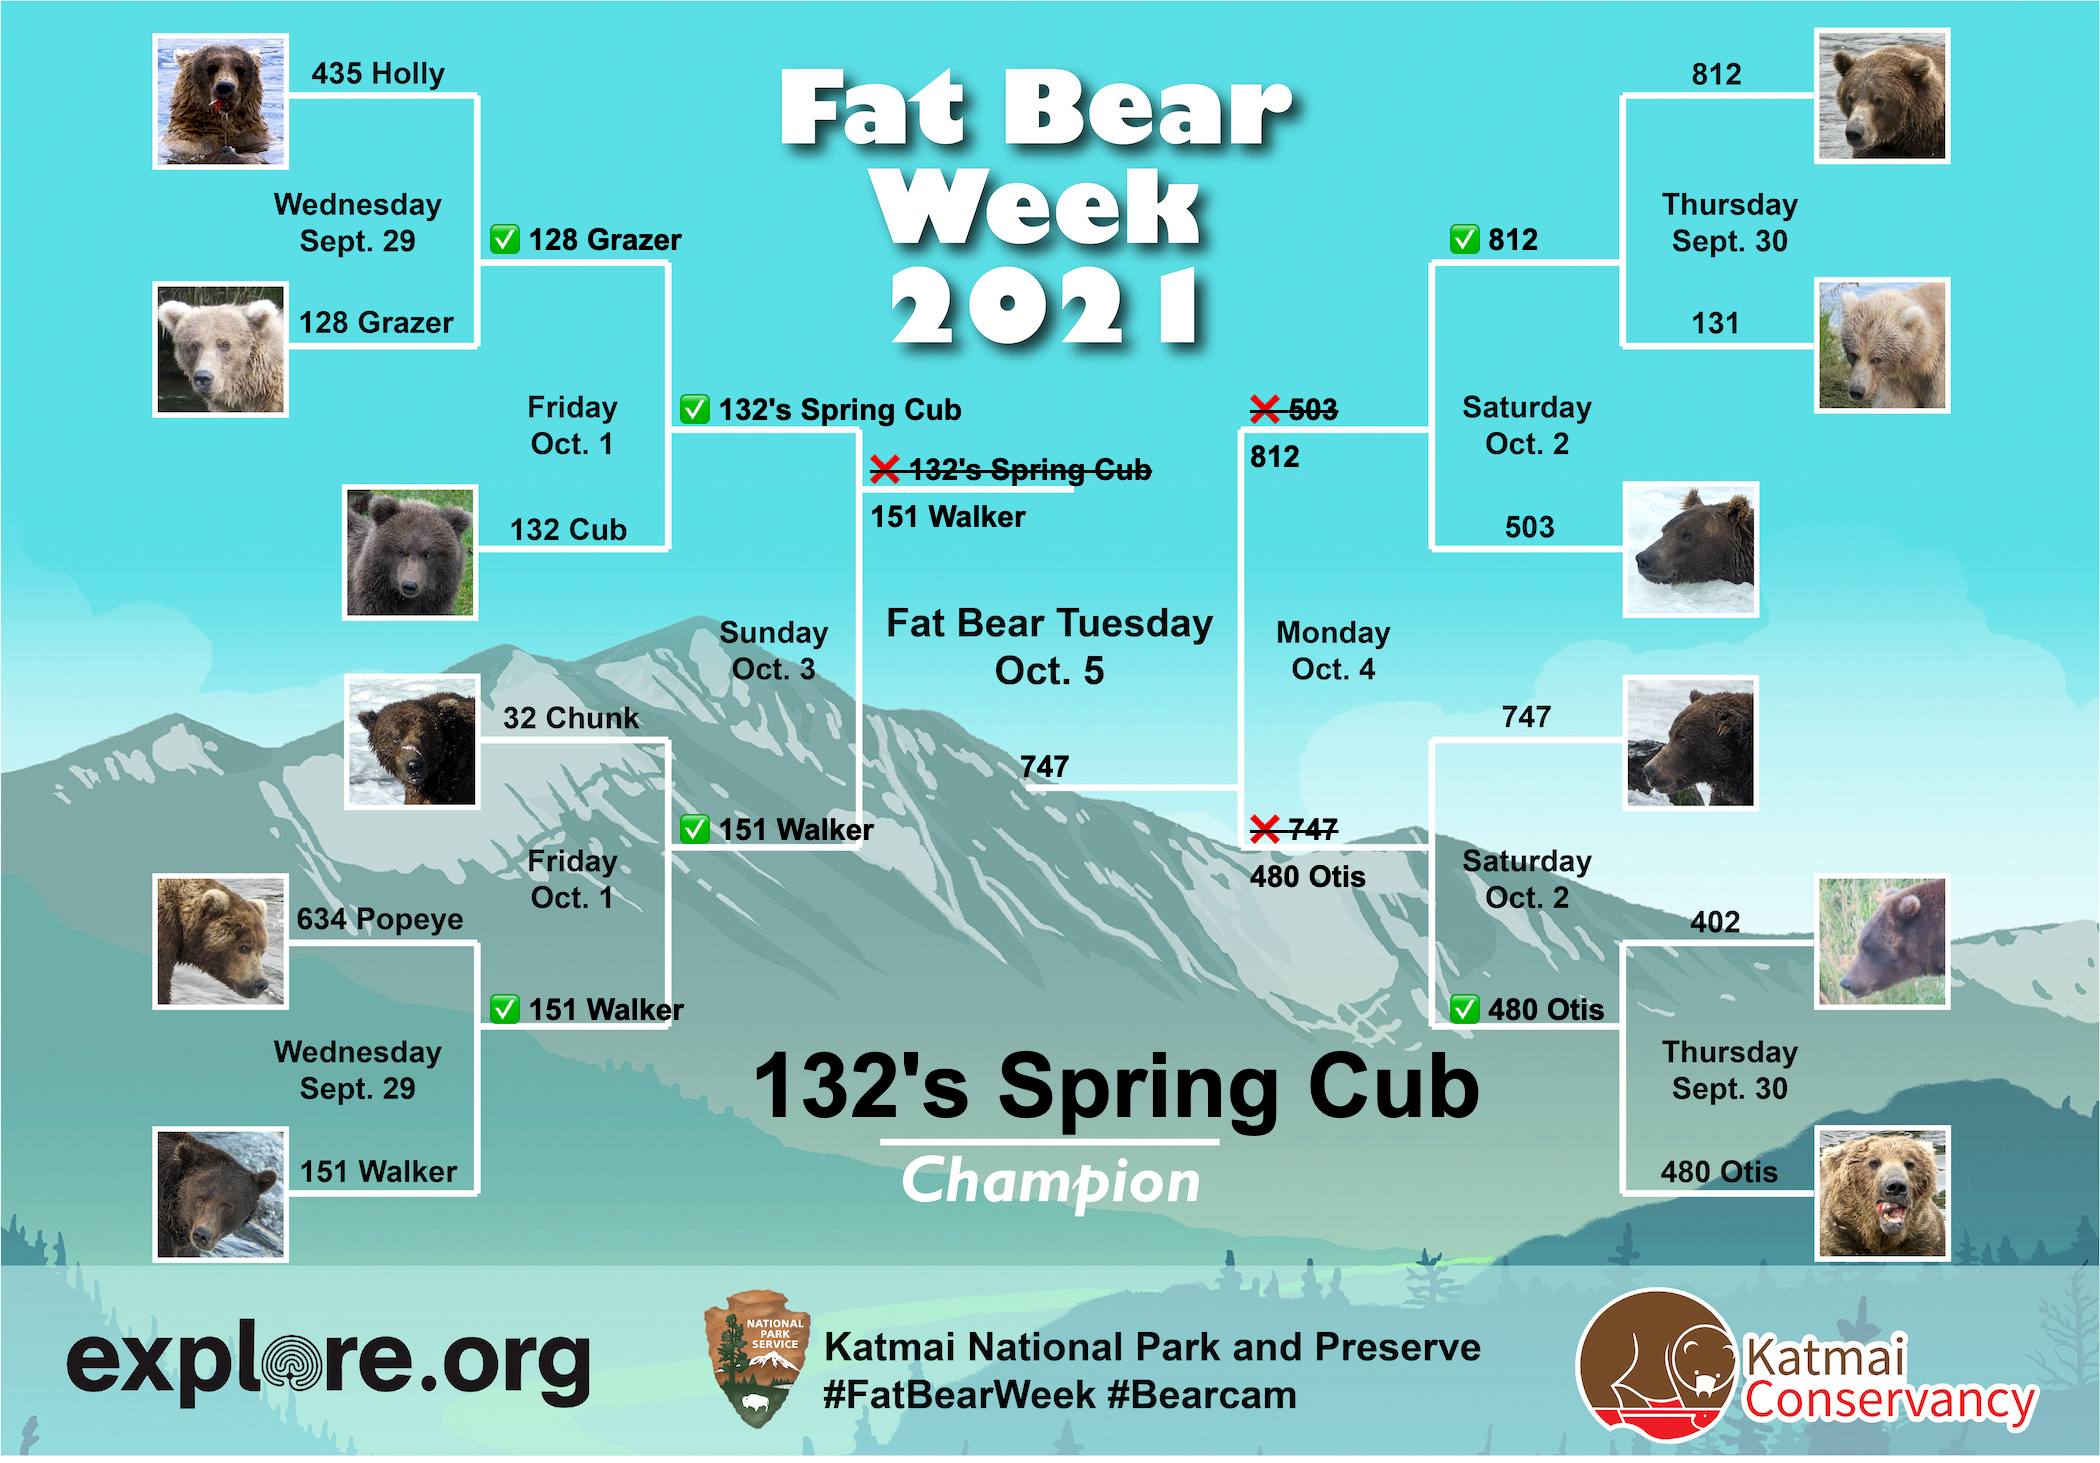 Fat Bear
Week
2021
435 Holly
Wednesday
Sept. 29
128 Grazer
✅ 128 Grazer
Friday
Oct. 1
132 Cub
✅ 132's Spring Cub
❌ 132's Spring Cub
151 Walker
Sunday
Oct. 3
32 Chunk
✅ 151 Walker
Friday
Oct. 1
634 Popeye
✅ 151 Walker
Wednesday
Sept. 29
151 Walker
Fat Bear Tuesday
Oct. 5
747
812
Thursday
Sept. 30
131
✅ 812
Saturday
Oct. 2
503
❌ 503
812
Monday
Oct. 4
747
❌ 747
480 Otis
Saturday
Oct. 2
402
✅ 480 Otis
Thursday
Sept. 30
480 Otis
132's Spring Cub
Champion
explore.org
NATIONAL
PARK
SERVICE
Katmai National Park and Preserve
#FatBearWeek #Bearcam
Katmai
Conservancy